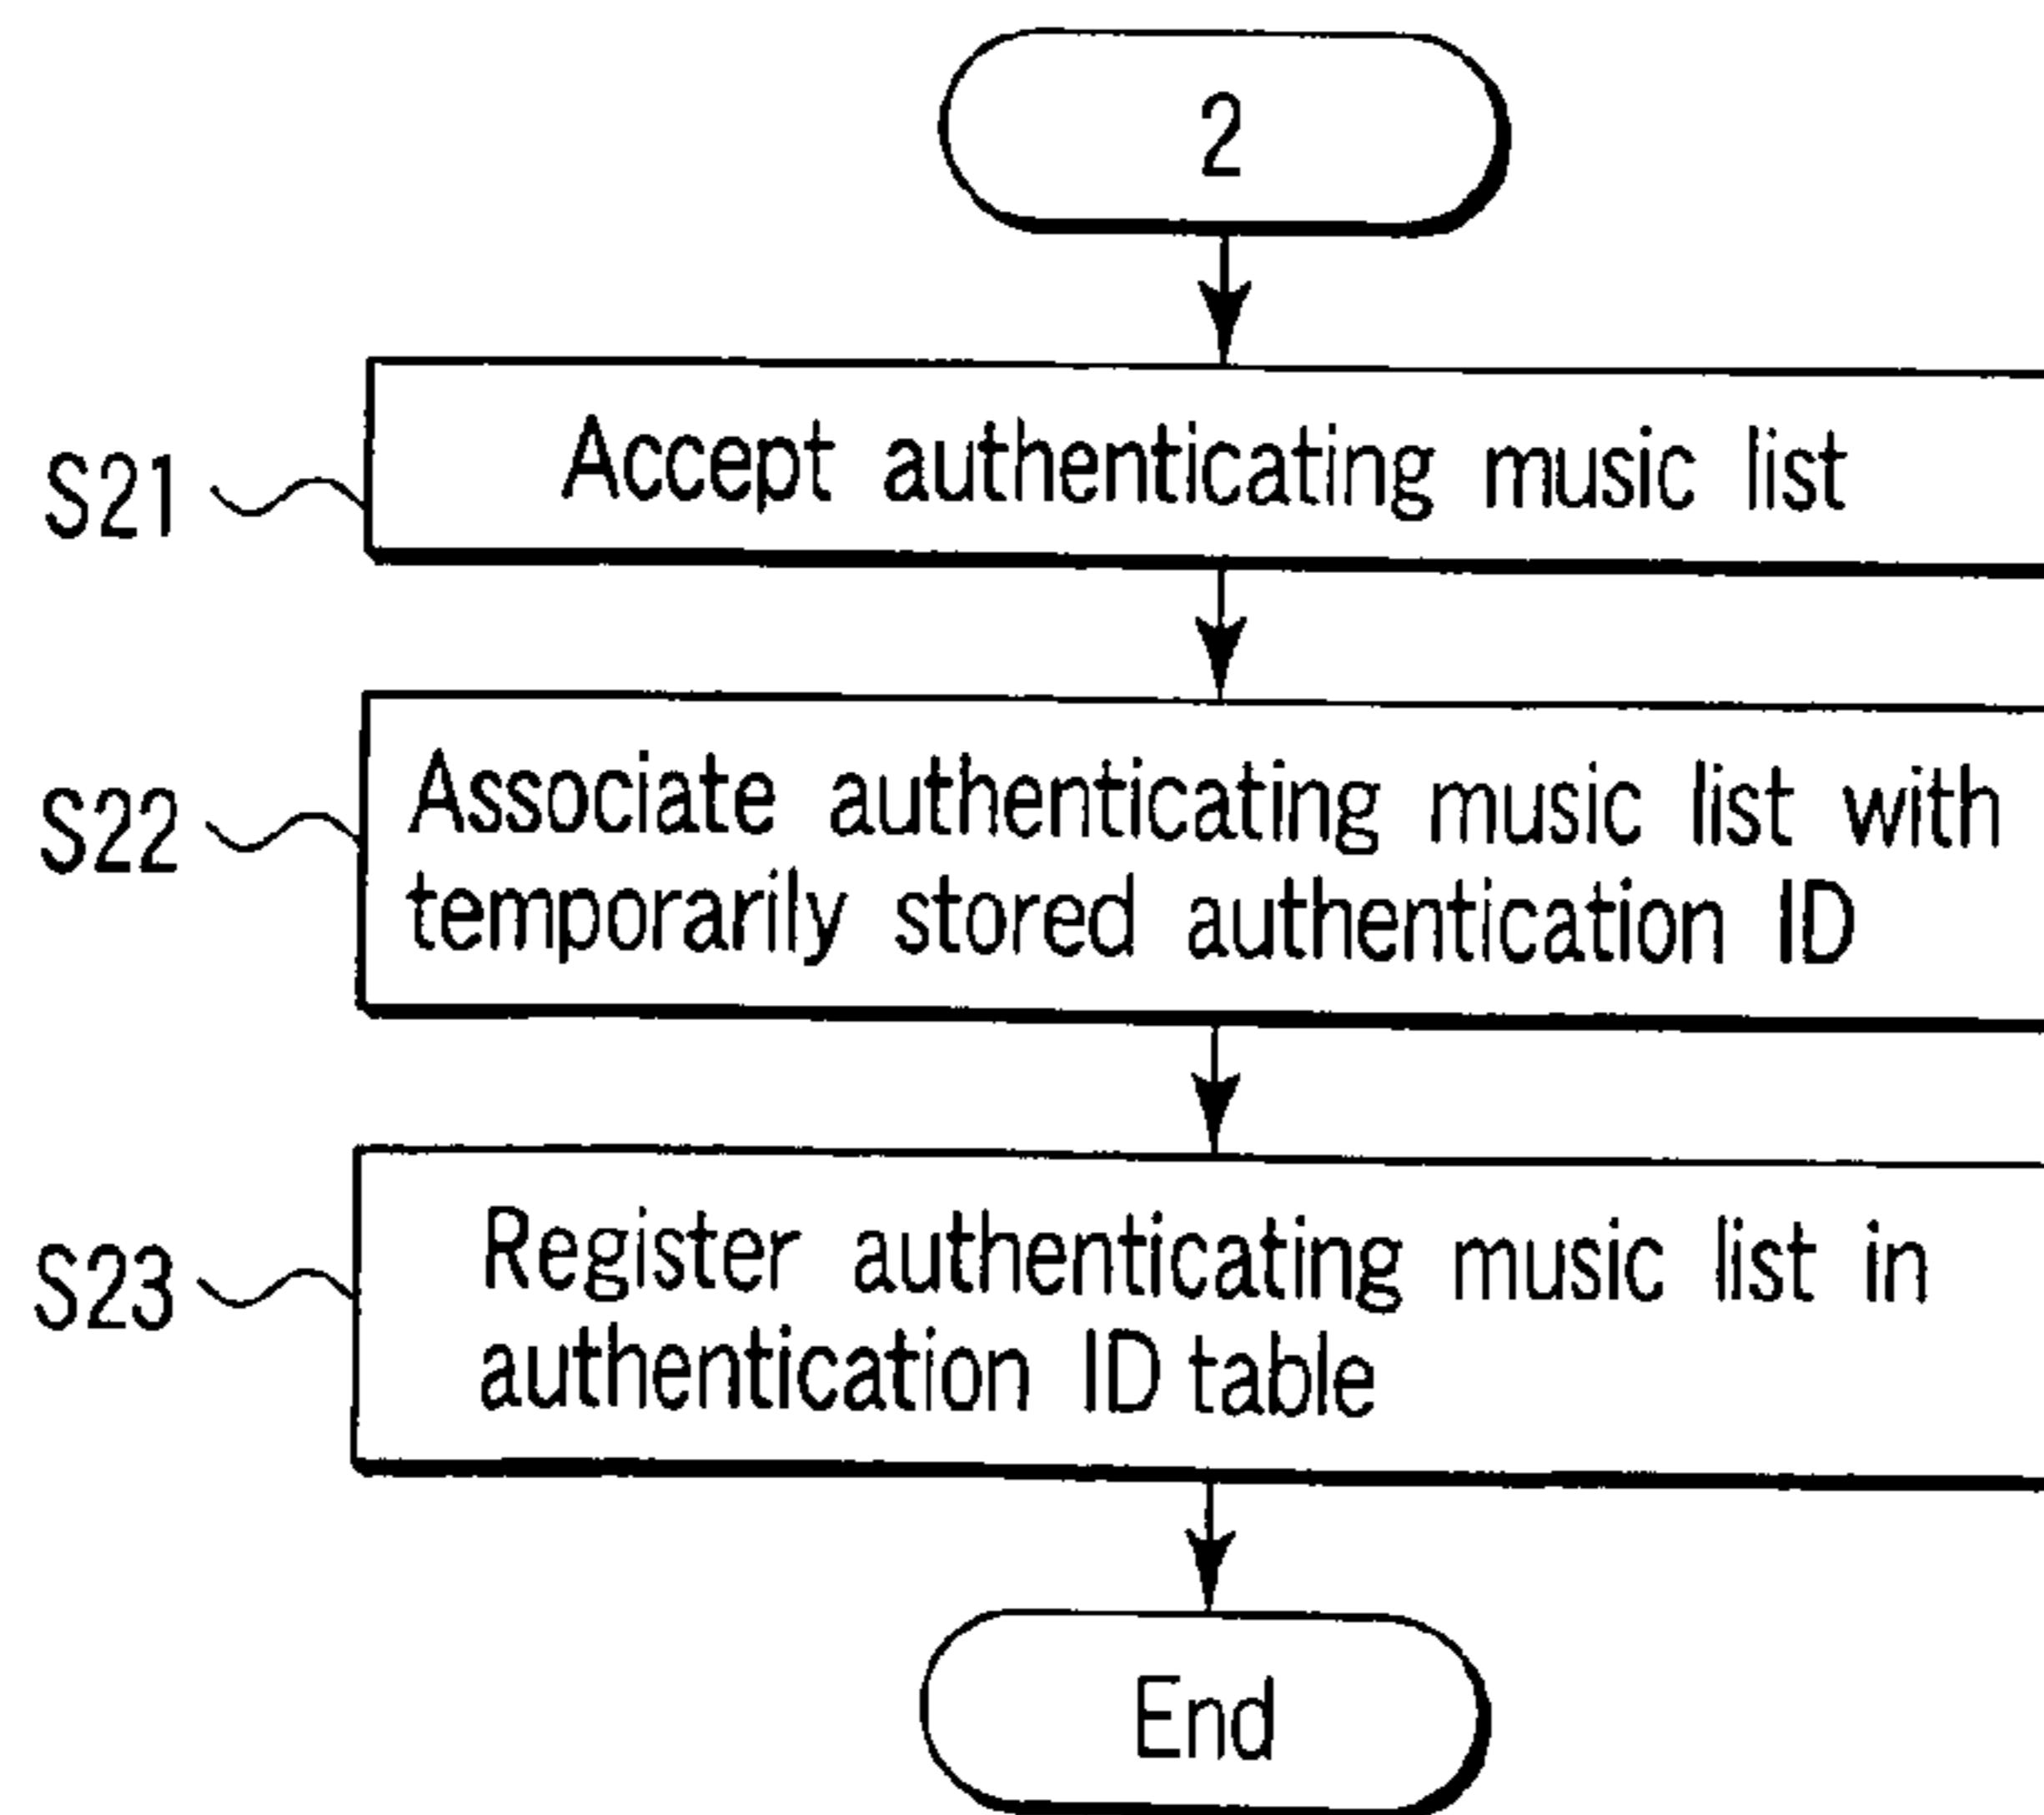 2
S21
Accept authenticating music list
S22
Associate authenticating music list with
temporarily stored authentication ID
S23
Register authenticating music list in
authentication ID table
End